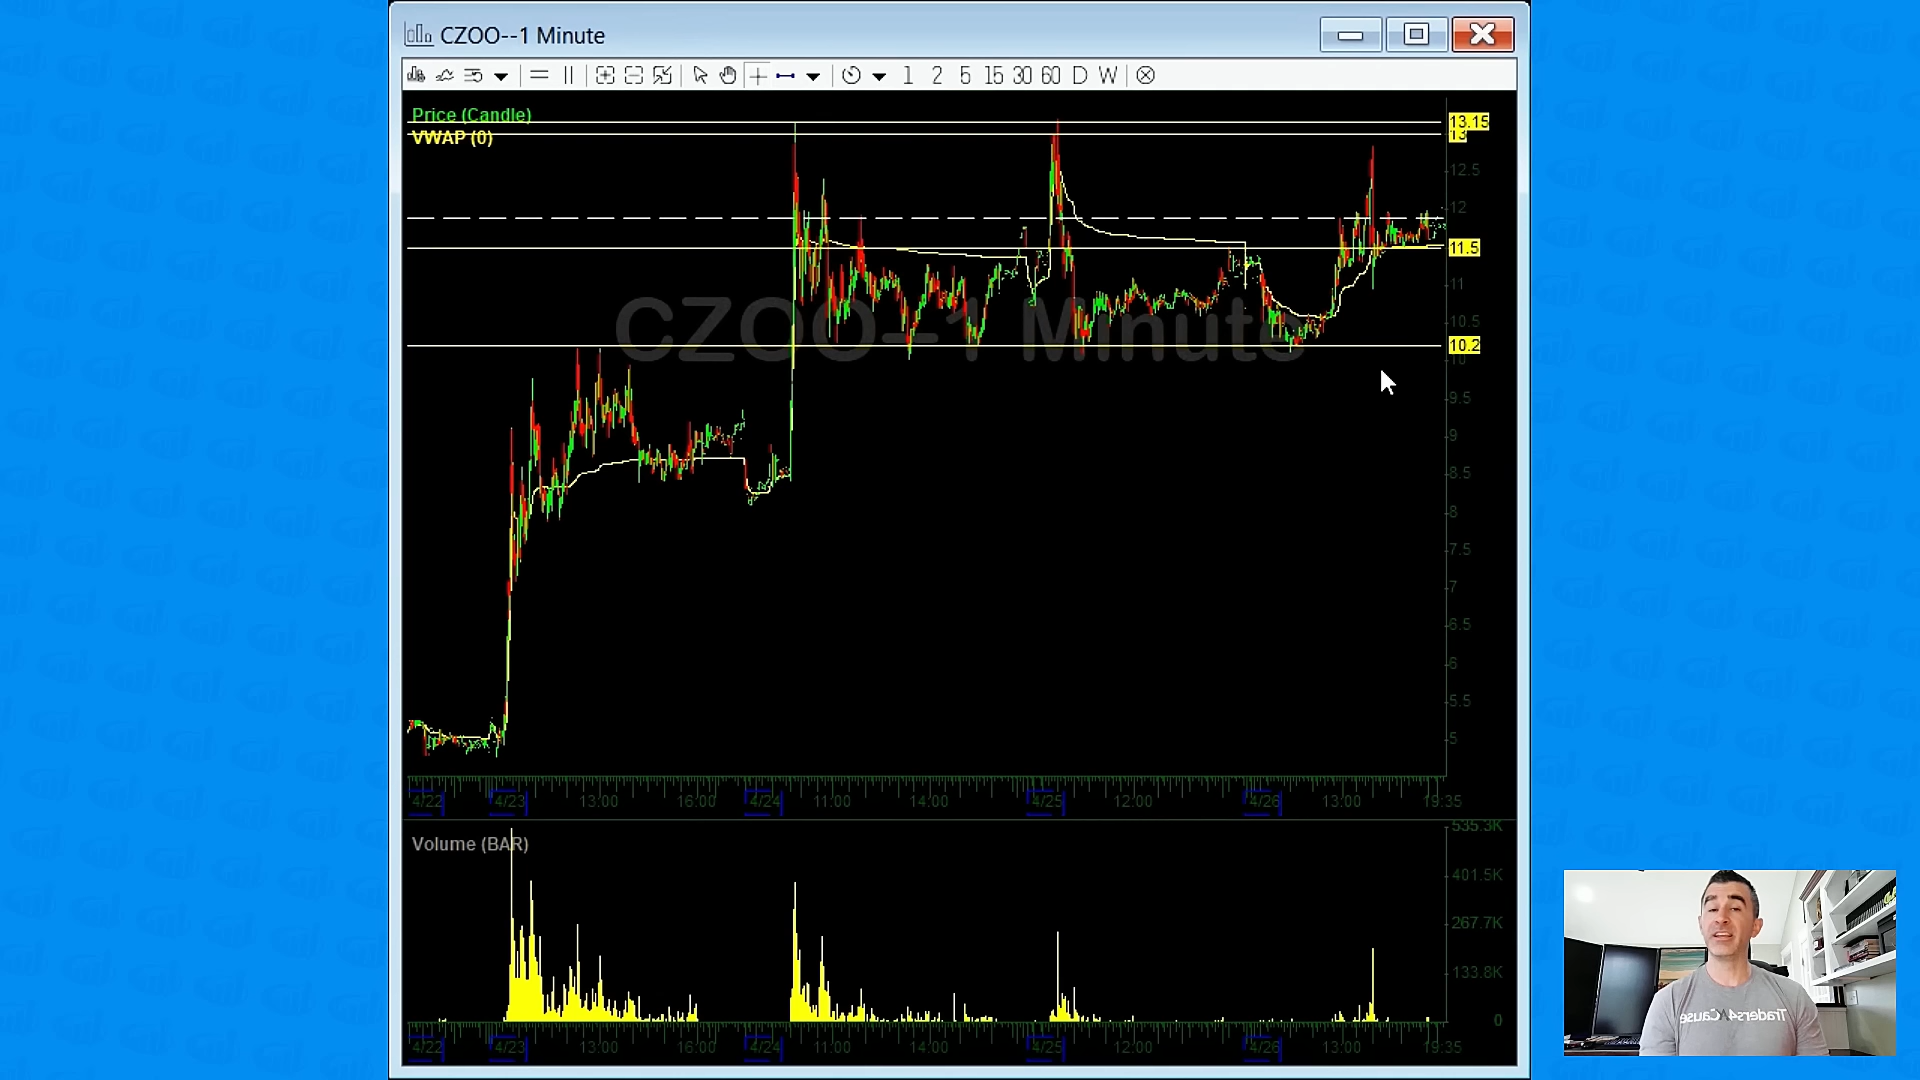 CZOO--1 Minute
1 2 5 15 30 60 D W
Price (Candle)
VWAP (0)
13.15
13
12.5
12
11.5
11
10.5
10.2
10
9.5
9
8.5
8
7.5
7
6.5
6
5.5
5
CZOO--1 Minute
4/22 4/23 13:00 16:00 4/24 11:00 14:00 4/25 12:00 4/26 13:00 19:35
Volume (BAR)
535.3K
401.5K
267.7K
133.8K
0
4/22 4/23 13:00 16:00 4/24 11:00 14:00 4/25 12:00 4/26 13:00 19:35
Traders4ACause